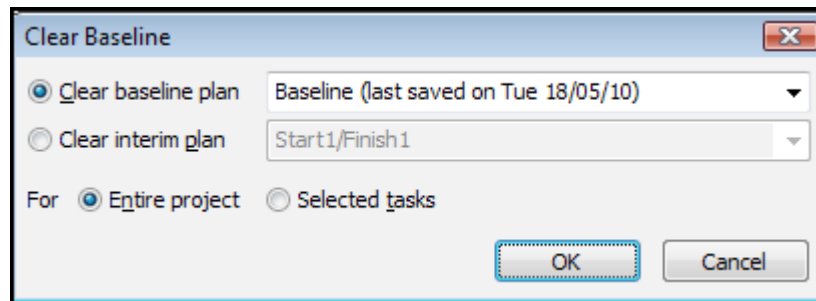 Clear Baseline
Clear baseline plan Baseline (last saved on Tue 18/05/10)
Clear interim plan Start1/Finish1
For Entire project Selected tasks
OK Cancel